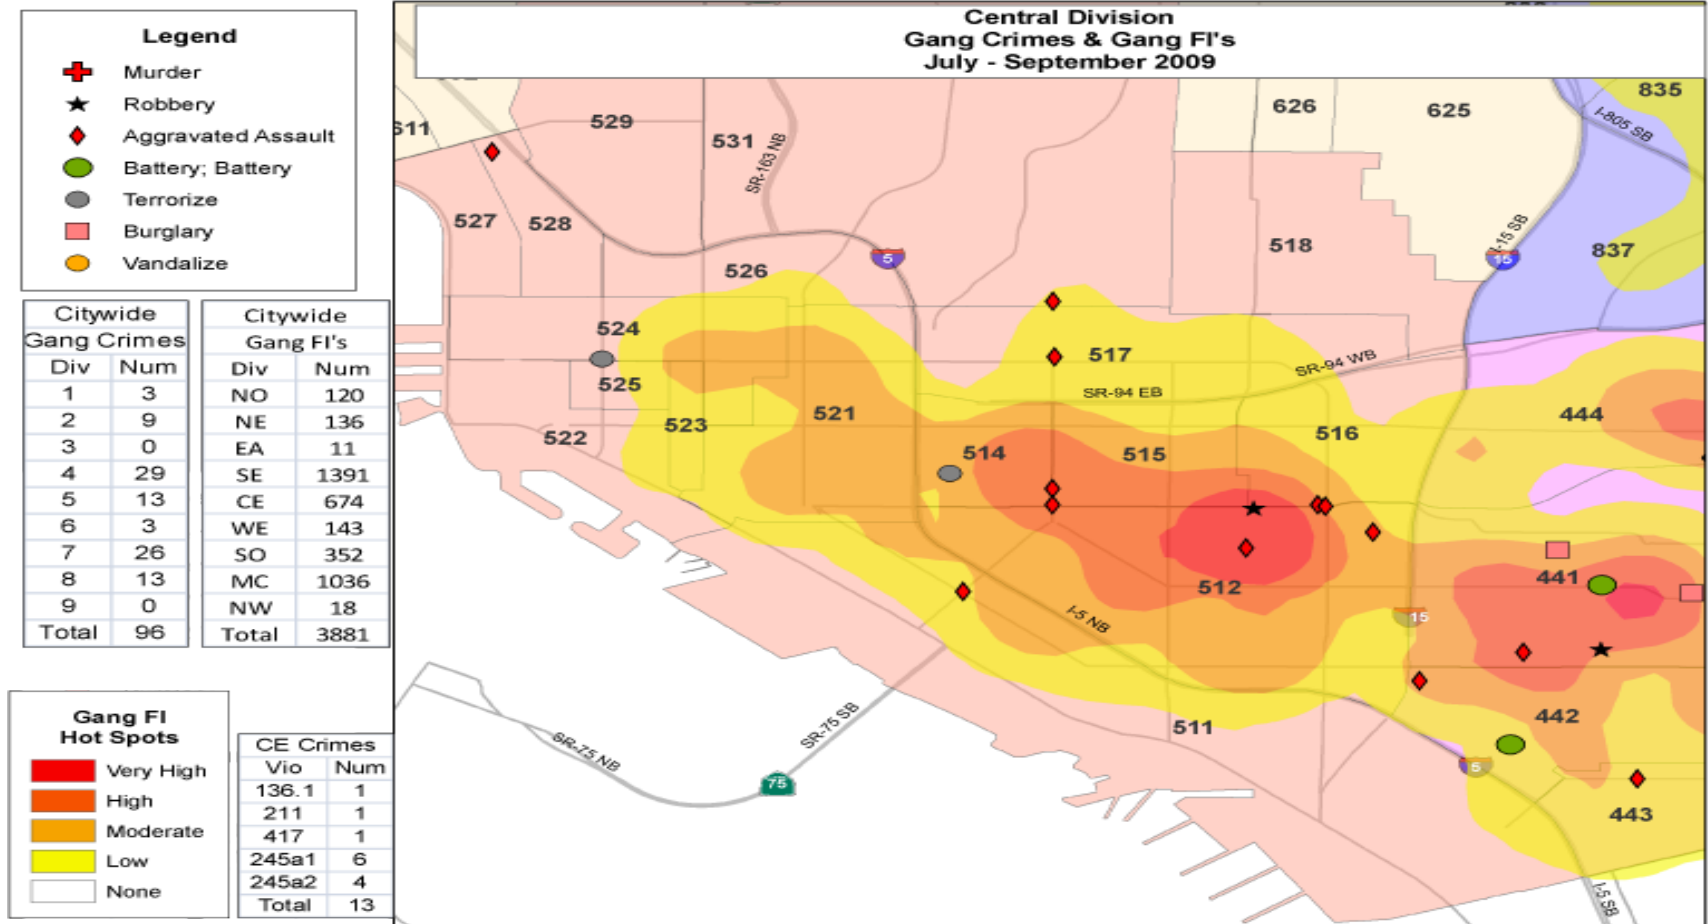 Legend
Murder
Robbery
Aggravated Assault
Battery; Battery
Terrorize
Burglary
Vandalize
Citywide
Gang Crimes
Div Num
1 3
2 9
3 0
4 29
5 13
6 3
7 26
8 13
9 0
Total 96
Citywide
Gang FI's
Div Num
NO 120
NE 136
EA 11
SE 1391
CE 674
WE 143
SO 352
MC 1036
NW 18
Total 3881
Gang FI
Hot Spots
Very High
High
Moderate
Low
None
CE Crimes
Vio Num
136.1 1
211 1
417 1
245a1 6
245a2 4
Total 13
Central Division
Gang Crimes & Gang FI's
July - September 2009
611
529
531
SR-163 NB
626
625
835
I-805 SB
527
528
526
5
518
I-15 SB
15
837
524
525
517
SR-94 WB
SR-94 EB
521
523
522
514
515
516
444
512
441
I-5 NB
15
511
442
SR-75 SB
SR-75 NB
75
5
443
I-5 SB